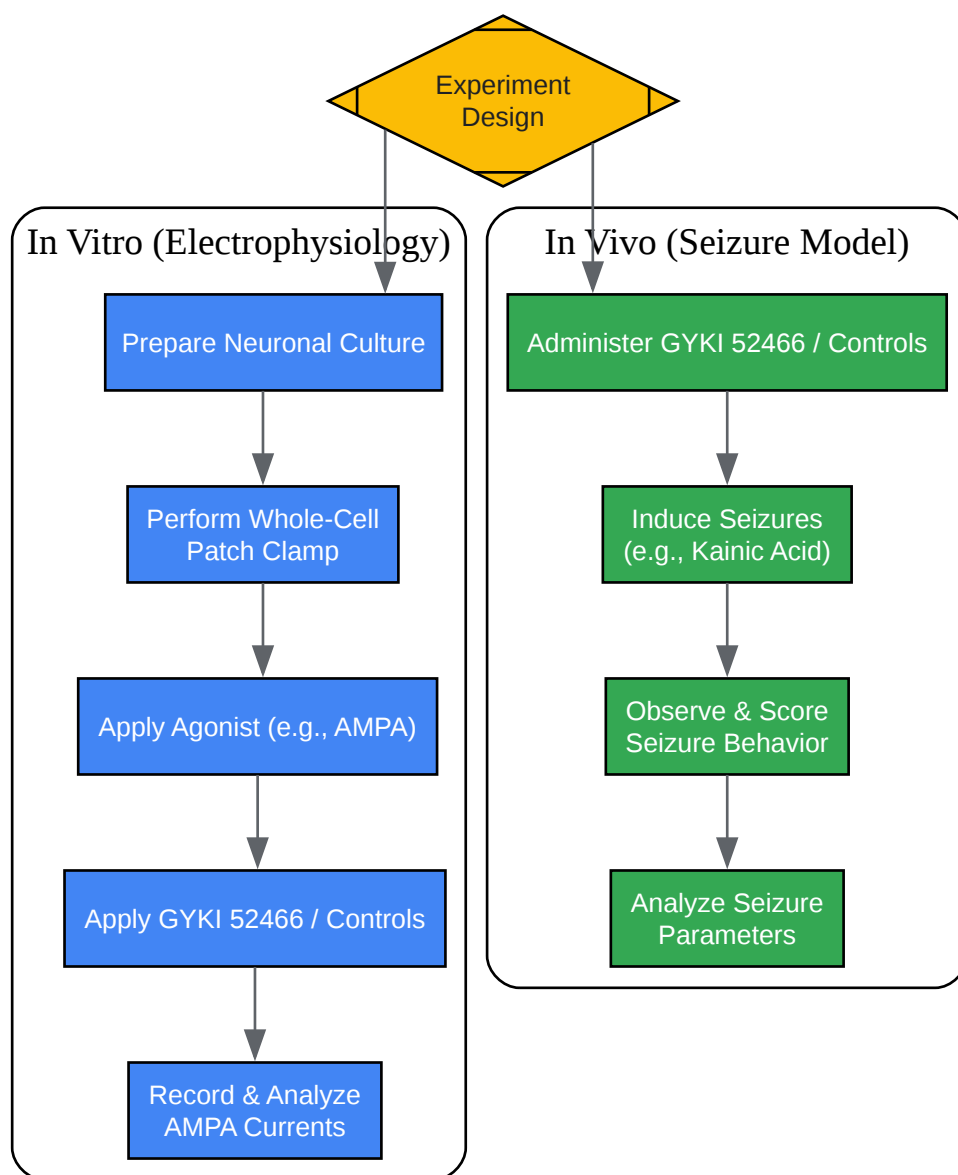 Experiment
Design
In Vitro (Electrophysiology)
Prepare Neuronal Culture
Perform Whole-Cell
Patch Clamp
Apply Agonist (e.g., AMPA)
Apply GYKI 52466 / Controls
Record & Analyze
AMPA Currents
In Vivo (Seizure Model)
Administer GYKI 52466 / Controls
Induce Seizures
(e.g., Kainic Acid)
Observe & Score
Seizure Behavior
Analyze Seizure
Parameters